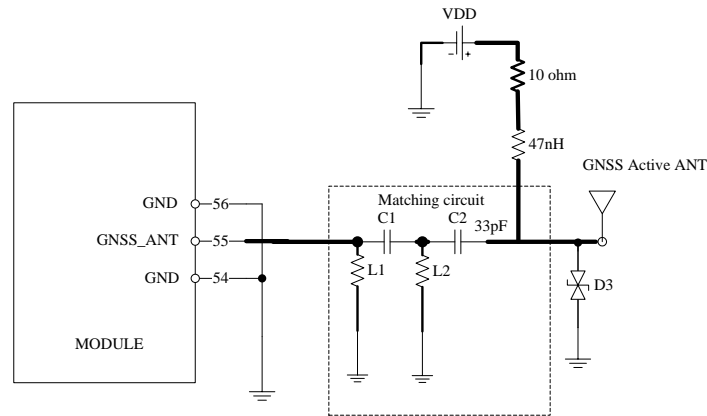 VDD
- +
10 ohm
47nH
GNSS Active ANT
Matching circuit
C1 C2 33pF
GND 56
GNSS_ANT 55
GND 54
L1 L2
D3
MODULE